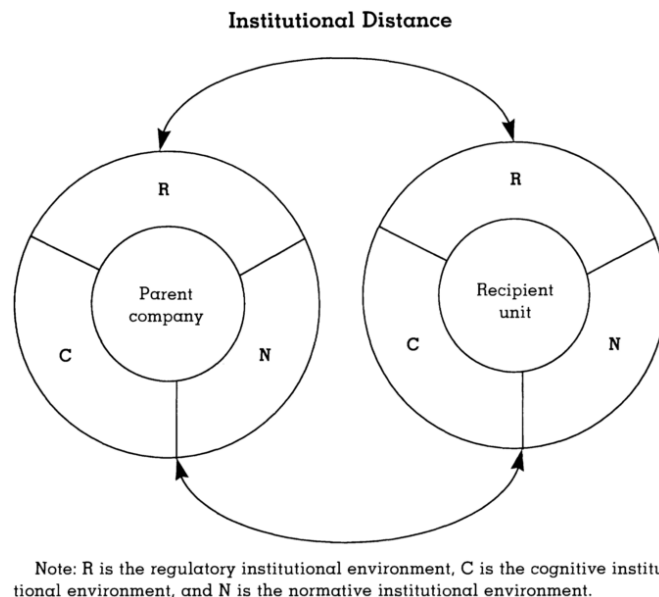 Institutional Distance
R
R
Parent
company
Recipient
unit
C
N
C
N
Note: R is the regulatory institutional environment, C is the cognitive institu
tional environment, and N is the normative institutional environment.